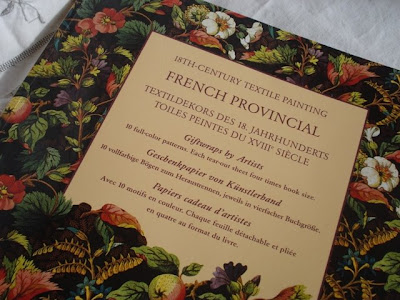 18TH-CENTURY TEXTILE PAINTING
FRENCH PROVINCIAL
TEXTILDEKORS DES 18. JAHRHUNDERTS
TOILES PEINTES DU XVIIIᵉ SIÈCLE
Giftwraps by Artists
10 full-color patterns. Each tear-out sheet four times book size.
Geschenkpapier von Künstlerhand
10 vollfarbige Bögen zum Heraustrennen, jeweils in vierfacher Buchgröße.
Papiers cadeau d'artistes
Avec 10 motifs en couleur. Chaque feuille détachable et pliée
en quatre au format du livre.